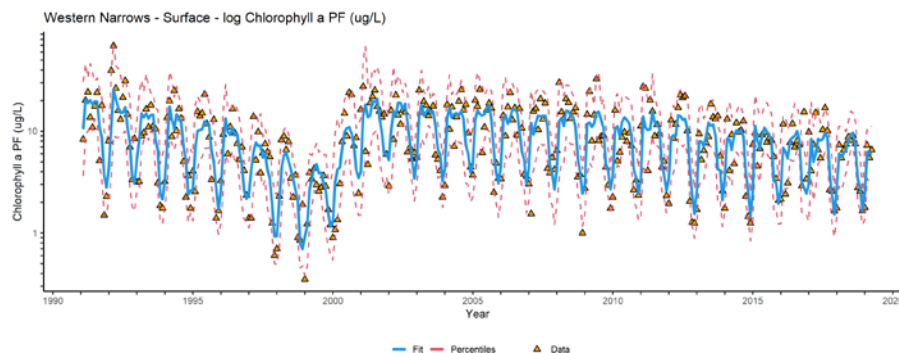 Western Narrows - Surface - log Chlorophyll a PF (ug/L)
Chlorophyll a PF (ug/L)
10
1
1990 1995 2000 2005 2010 2015 202
Year
Fit Percentiles Data